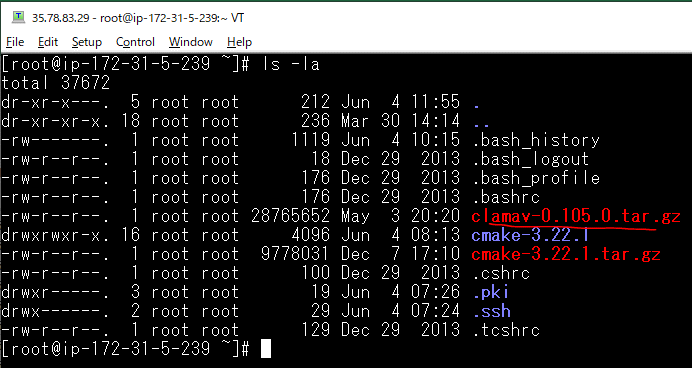 35.78.83.29 - root@ip-172-31-5-239:~ VT
File Edit Setup Control Window Help
[root@ip-172-31-5-239 ~]# ls -la
total 37672
dr-xr-x---. 5 root root 212 Jun 4 11:55 .
dr-xr-xr-x. 18 root root 236 Mar 30 14:14 ..
-rw-------. 1 root root 1119 Jun 4 10:15 .bash_history
-rw-r--r--. 1 root root 18 Dec 29 2013 .bash_logout
-rw-r--r--. 1 root root 176 Dec 29 2013 .bash_profile
-rw-r--r--. 1 root root 176 Dec 29 2013 .bashrc
-rw-r--r--. 1 root root 28765652 May 3 20:20 clamav-0.105.0.tar.gz
drwxrwxr-x. 16 root root 4096 Jun 4 08:13 cmake-3.22.1
-rw-r--r--. 1 root root 9778031 Dec 7 17:10 cmake-3.22.1.tar.gz
-rw-r--r--. 1 root root 100 Dec 29 2013 .cshrc
drwxr-----. 3 root root 19 Jun 4 07:26 .pki
drwx------. 2 root root 29 Jun 4 07:24 .ssh
-rw-r--r--. 1 root root 129 Dec 29 2013 .tcshrc
[root@ip-172-31-5-239 ~]#